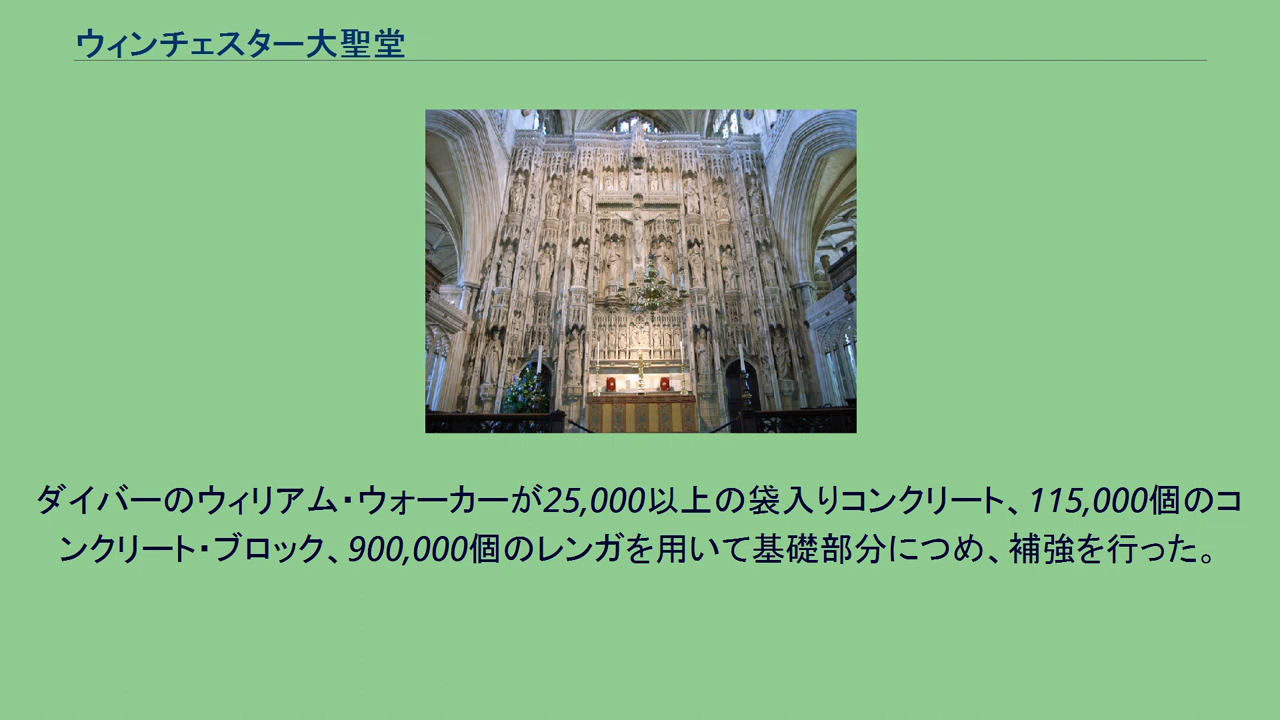 ウィンチェスター大聖堂
ダイバーのウィリアム・ウォーカーが25,000以上の袋入りコンクリート、115,000個のコ
ンクリート・ブロック、900,000個のレンガを用いて基礎部分につめ、補強を行った。